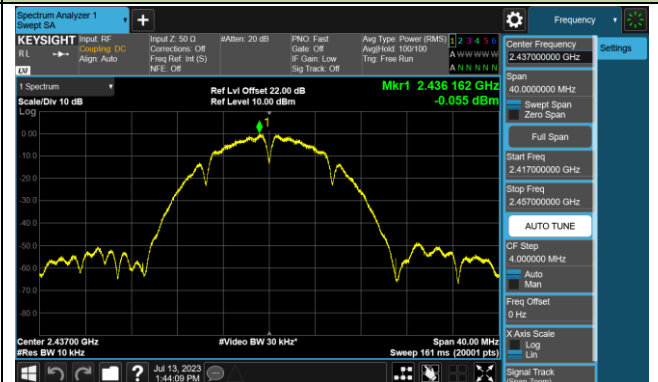 Spectrum Analyzer 1
Swept SA
+
Frequency
KEYSIGHT
RL
LXI
Input: RF
Coupling: DC
Align: Auto
Input Z: 50 Ω
Corrections: Off
Freq Ref: Int (S)
NFE: Off
#Atten: 20 dB
PNO: Fast
Gate: Off
IF Gain: Low
Sig Track: Off
Avg Type: Power (RMS)
Avg|Hold: 100/100
Trig: Free Run
1 2 3 4 5 6
A W W W W W
A N N N N N
1 Spectrum
Scale/Div 10 dB
Log
Ref Lvl Offset 22.00 dB
Ref Level 10.00 dBm
Mkr1 2.436 162 GHz
-0.055 dBm
1
0.00
-10.0
-20.0
-30.0
-40.0
-50.0
-60.0
-70.0
-80.0
Center 2.43700 GHz
#Res BW 10 kHz
#Video BW 30 kHz*
Span 40.00 MHz
Sweep 161 ms (20001 pts)
Jul 13, 2023
1:44:09 PM
Center Frequency
2.437000000 GHz
Settings
Span
40.0000000 MHz
Swept Span
Zero Span
Full Span
Start Freq
2.417000000 GHz
Stop Freq
2.457000000 GHz
AUTO TUNE
CF Step
4.000000 MHz
Auto
Man
Freq Offset
0 Hz
X Axis Scale
Log
Lin
Signal Track
(Span Zoom)